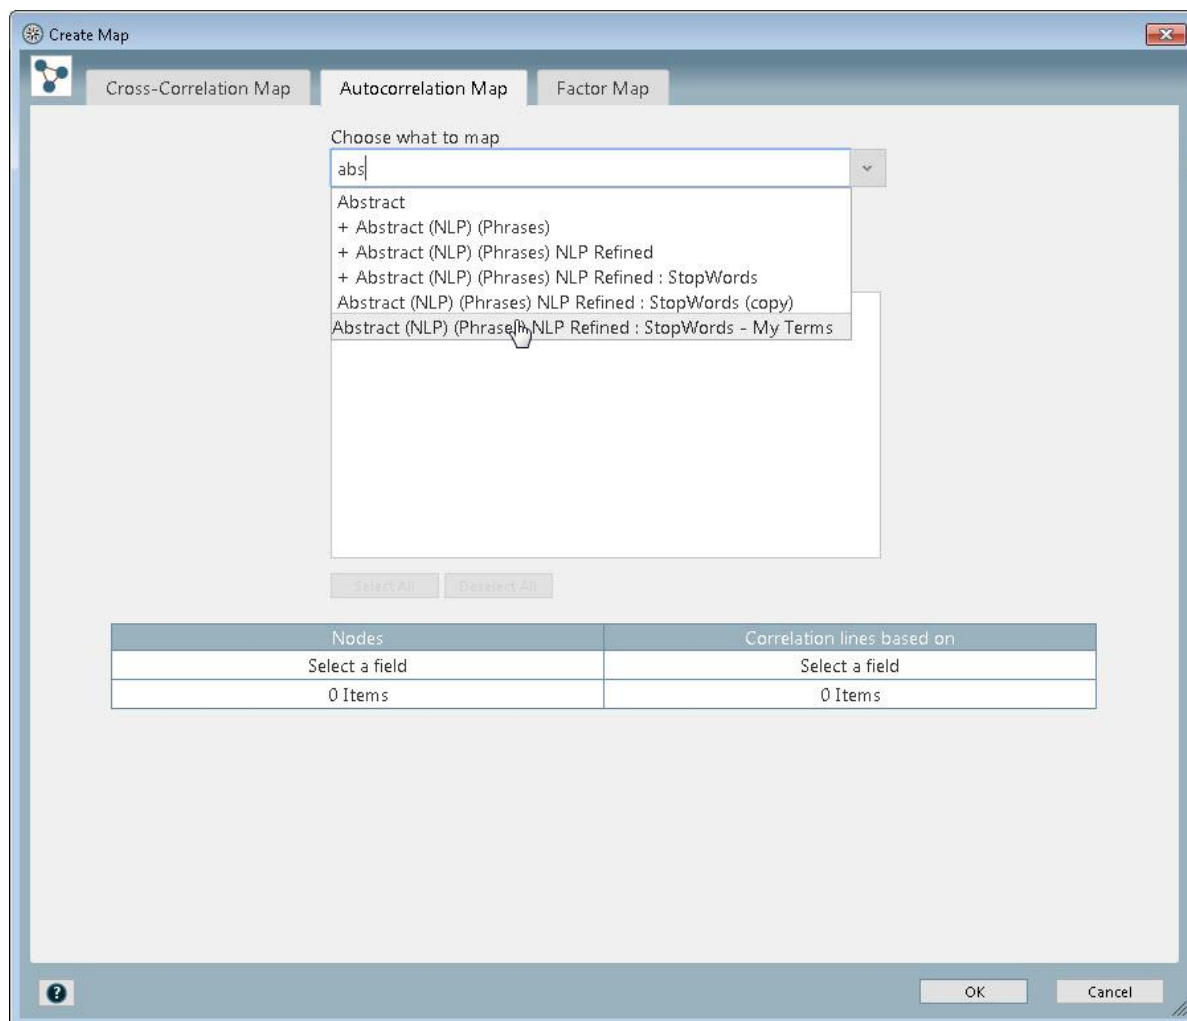 Create Map
Cross-Correlation Map
Autocorrelation Map
Factor Map
Choose what to map
abs
Abstract
+ Abstract (NLP) (Phrases)
+ Abstract (NLP) (Phrases) NLP Refined
+ Abstract (NLP) (Phrases) NLP Refined : StopWords
Abstract (NLP) (Phrases) NLP Refined : StopWords (copy)
Abstract (NLP) (Phrases) NLP Refined : StopWords - My Terms
Select All
Deselect All
Nodes
Correlation lines based on
Select a field
Select a field
0 Items
0 Items
?
OK
Cancel